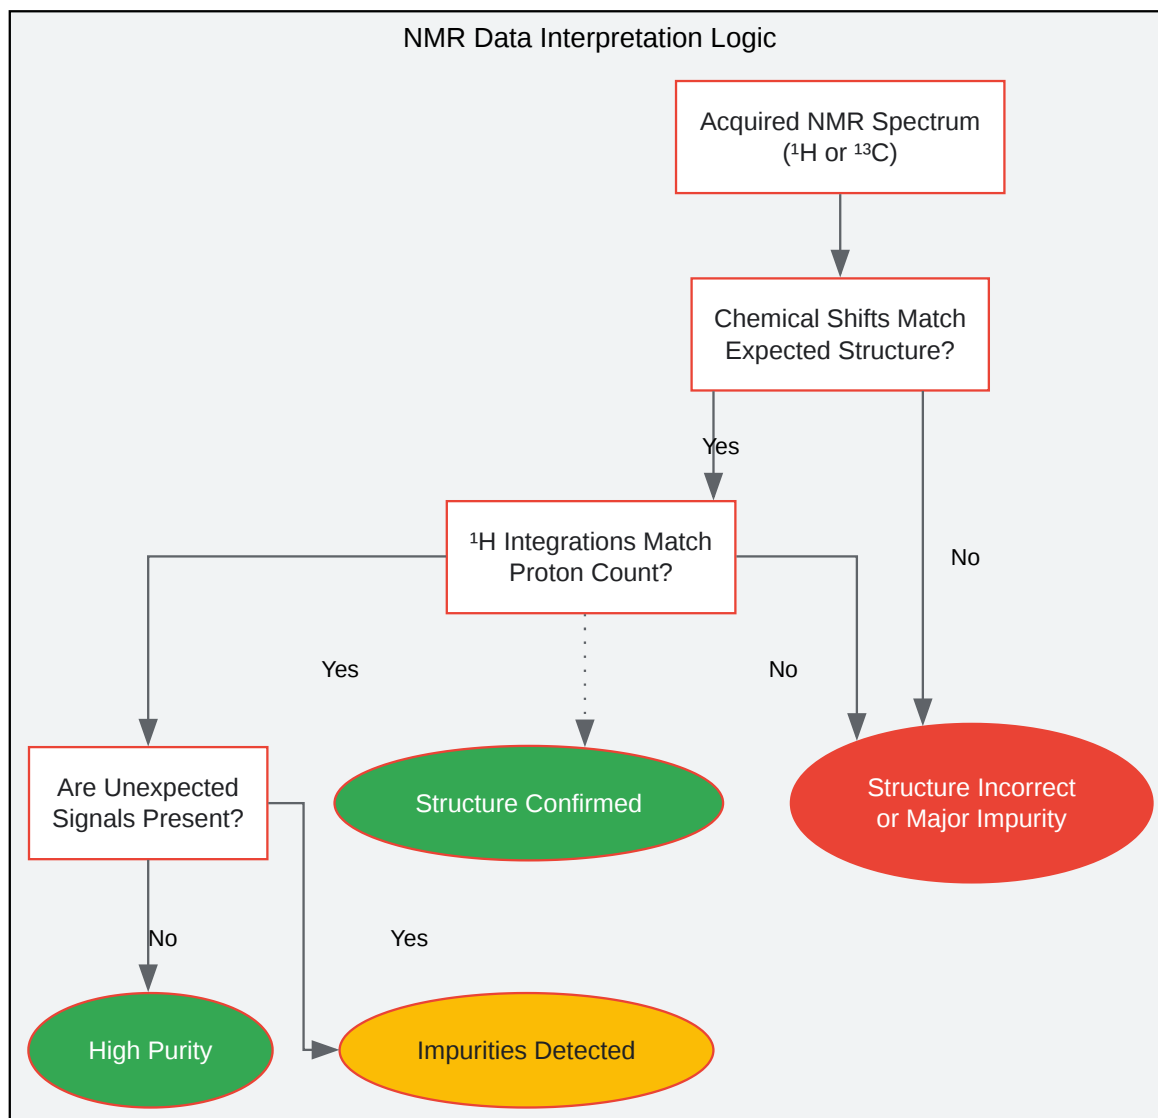 NMR Data Interpretation Logic
Acquired NMR Spectrum
(¹H or ¹³C)
Chemical Shifts Match
Expected Structure?
Yes
No
¹H Integrations Match
Proton Count?
Yes
No
Are Unexpected
Signals Present?
Structure Confirmed
Structure Incorrect
or Major Impurity
No
Yes
High Purity
Impurities Detected